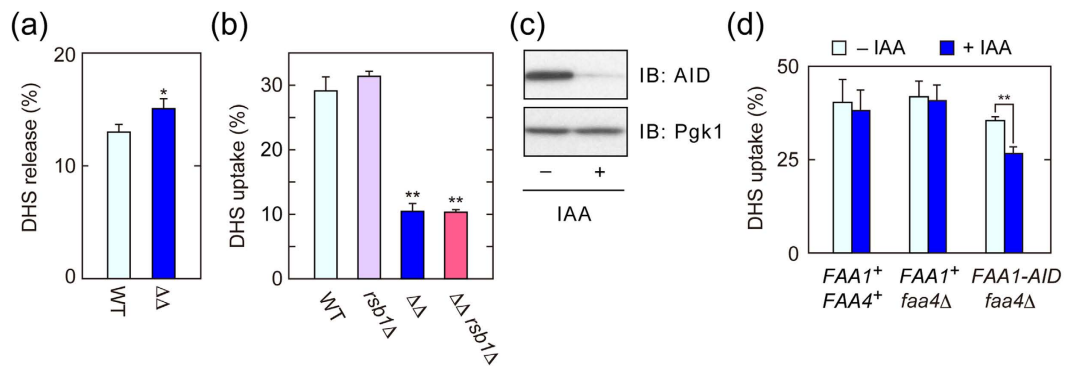 (a)
20
10
0
DHS release (%)
*
WT
ΔΔ
(b)
30
20
10
0
DHS uptake (%)
**
**
WT
rsb1Δ
ΔΔ
ΔΔ rsb1Δ
(c)
IB: AID
IB: Pgk1
– +
IAA
(d)
– IAA + IAA
50
25
0
DHS uptake (%)
**
FAA1⁺ FAA1⁺ FAA1-AID
FAA4⁺ faa4Δ faa4Δ